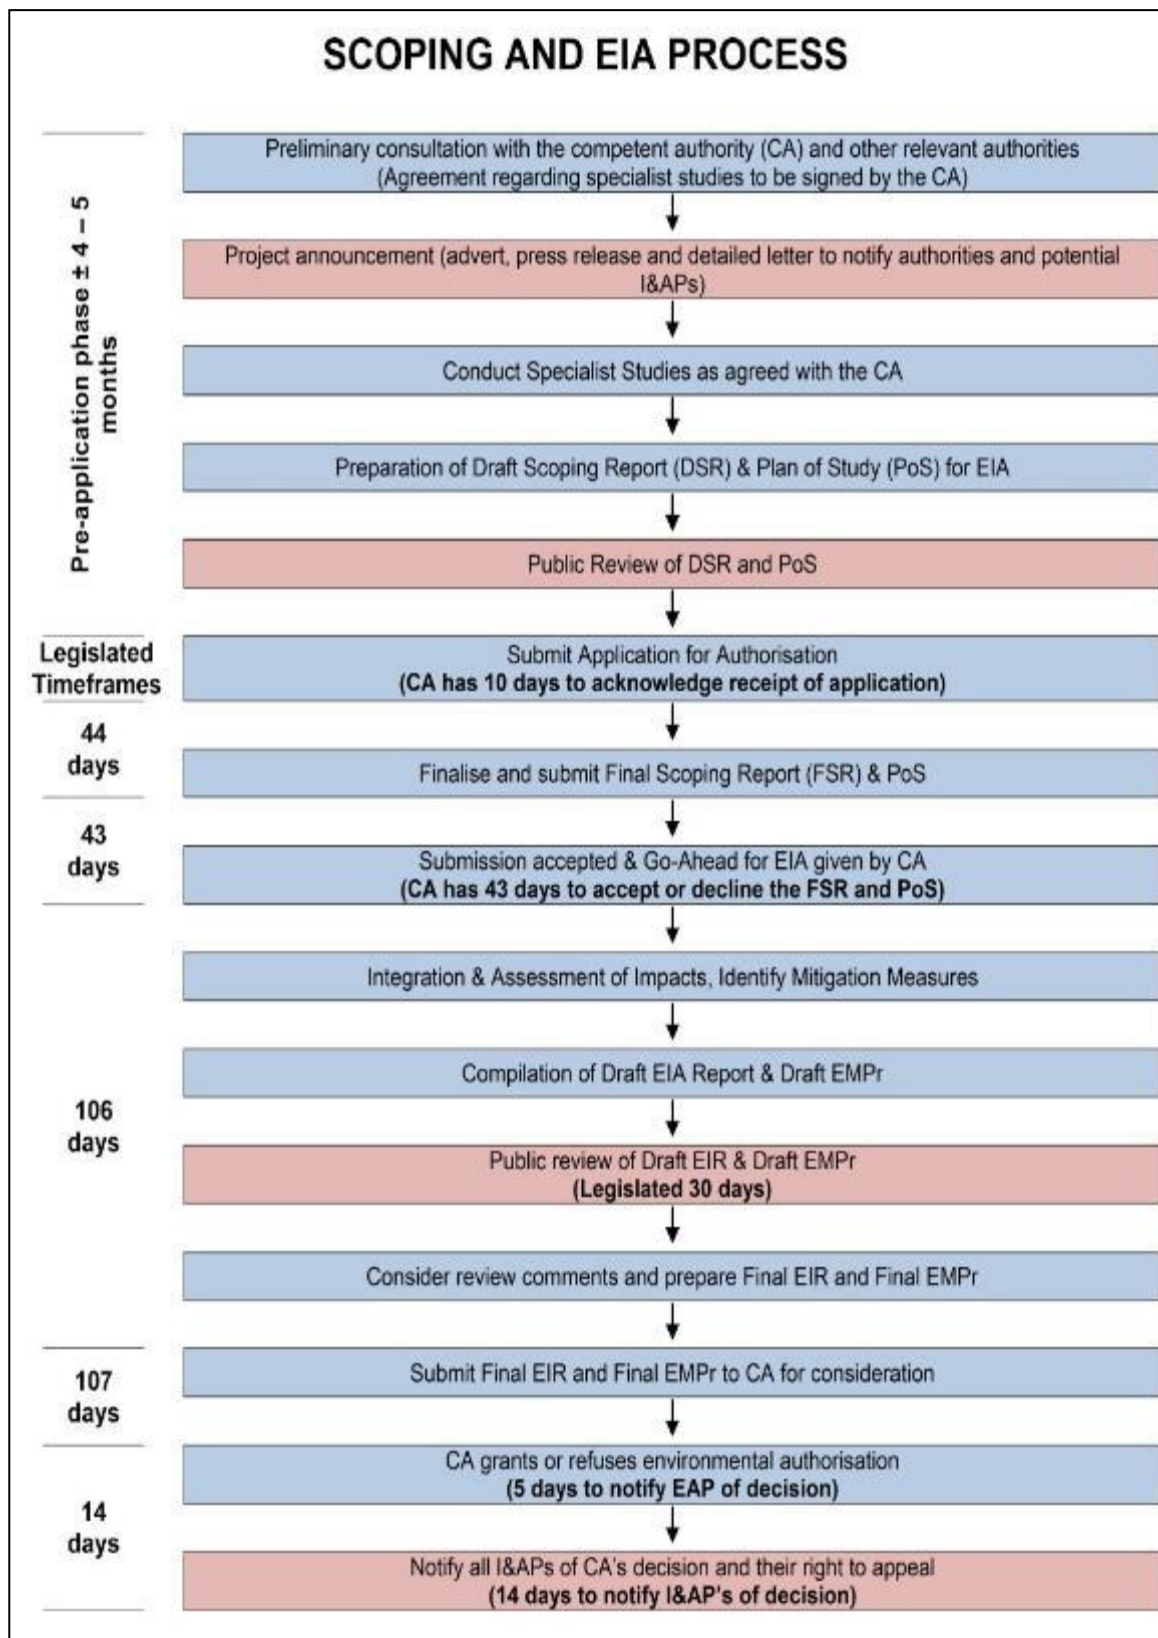 SCOPING AND EIA PROCESS
Pre-application phase ± 4 – 5
months
Preliminary consultation with the competent authority (CA) and other relevant authorities
(Agreement regarding specialist studies to be signed by the CA)
Project announcement (advert, press release and detailed letter to notify authorities and potential
I&APs)
Conduct Specialist Studies as agreed with the CA
Preparation of Draft Scoping Report (DSR) & Plan of Study (PoS) for EIA
Public Review of DSR and PoS
Legislated
Timeframes
Submit Application for Authorisation
(CA has 10 days to acknowledge receipt of application)
44
days
Finalise and submit Final Scoping Report (FSR) & PoS
43
days
Submission accepted & Go-Ahead for EIA given by CA
(CA has 43 days to accept or decline the FSR and PoS)
106
days
Integration & Assessment of Impacts, Identify Mitigation Measures
Compilation of Draft EIA Report & Draft EMPr
Public review of Draft EIR & Draft EMPr
(Legislated 30 days)
Consider review comments and prepare Final EIR and Final EMPr
107
days
Submit Final EIR and Final EMPr to CA for consideration
14
days
CA grants or refuses environmental authorisation
(5 days to notify EAP of decision)
Notify all I&APs of CA's decision and their right to appeal
(14 days to notify I&AP's of decision)